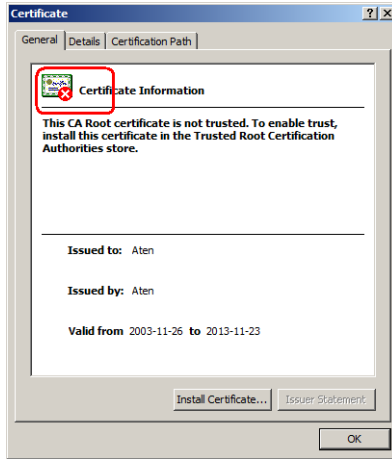 Certificate
General Details Certification Path
Certificate Information
This CA Root certificate is not trusted. To enable trust,
install this certificate in the Trusted Root Certification
Authorities store.
Issued to: Aten
Issued by: Aten
Valid from 2003-11-26 to 2013-11-23
Install Certificate... Issuer Statement
OK